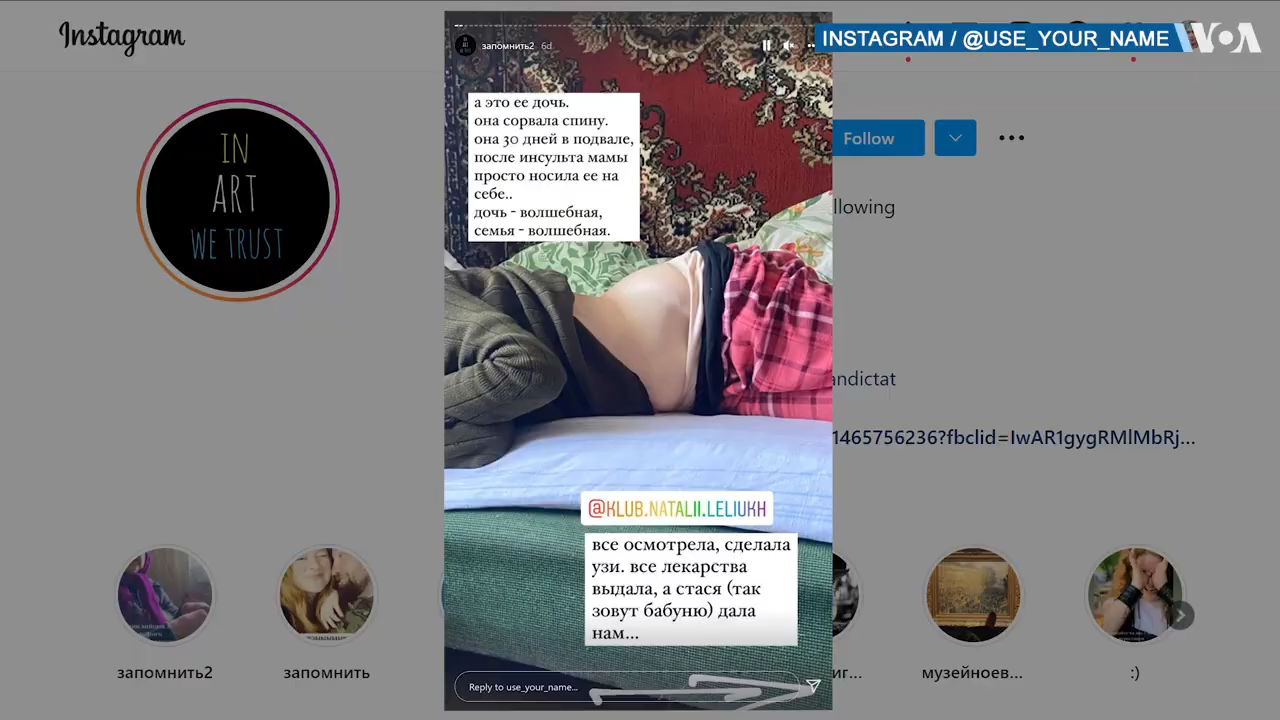 Instagram
INSTAGRAM / @USE_YOUR_NAME
VOA
запомнить2 6d
IN
ART
WE TRUST
а это ее дочь.
она сорвала спину.
она 30 дней в подвале,
после инсульта мамы
просто носила ее на
себе..
дочь - волшебная,
семья - волшебная.
Follow
llowing
andictat
1465756236?fbclid=IwAR1gygRMlMbRj...
@KLUB.NATALII.LELIUKH
все осмотрела, сделала
узи. все лекарства
выдала, а стася (так
зовут бабуню) дала
нам...
Reply to use_your_name...
запомнить2
запомнить
иг...
музейноев...
:)